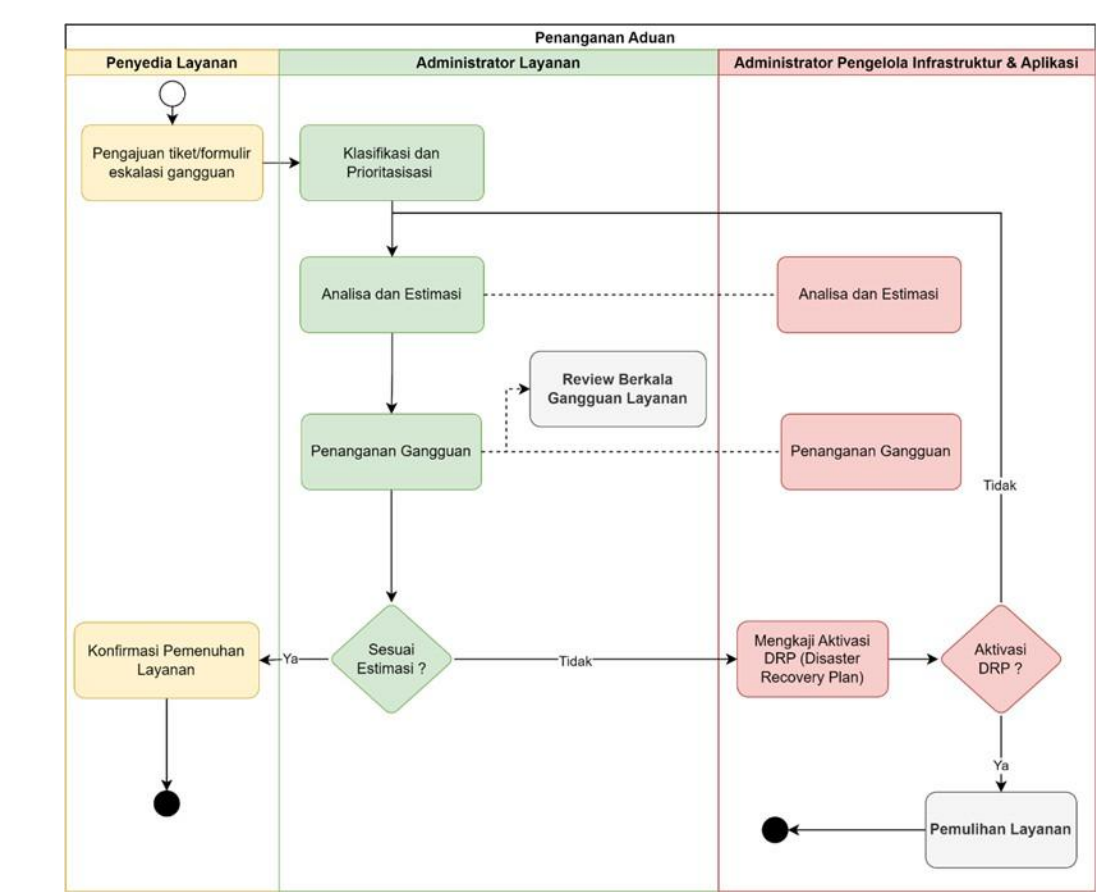 Penanganan Aduan
Penyedia Layanan
Administrator Layanan
Administrator Pengelola Infrastruktur & Aplikasi
Pengajuan tiket/formulir
eskalasi gangguan
Klasifikasi dan
Prioritasisasi
Analisa dan Estimasi
Analisa dan Estimasi
Review Berkala
Gangguan Layanan
Penanganan Gangguan
Penanganan Gangguan
Tidak
Konfirmasi Pemenuhan
Layanan
Ya
Sesuai
Estimasi ?
Tidak
Mengkaji Aktivasi
DRP (Disaster
Recovery Plan)
Aktivasi
DRP ?
Ya
Pemulihan Layanan